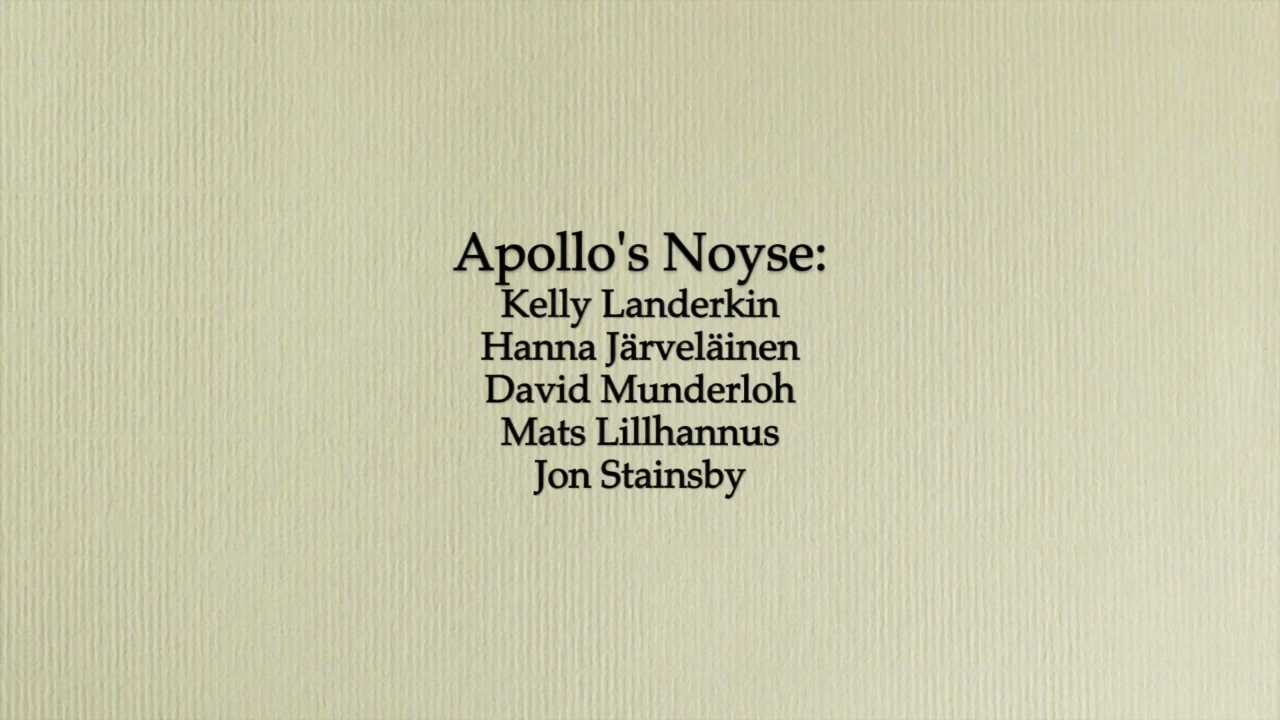 Apollo's Noyse:
Kelly Landerkin
Hanna Järveläinen
David Munderloh
Mats Lillhannus
Jon Stainsby